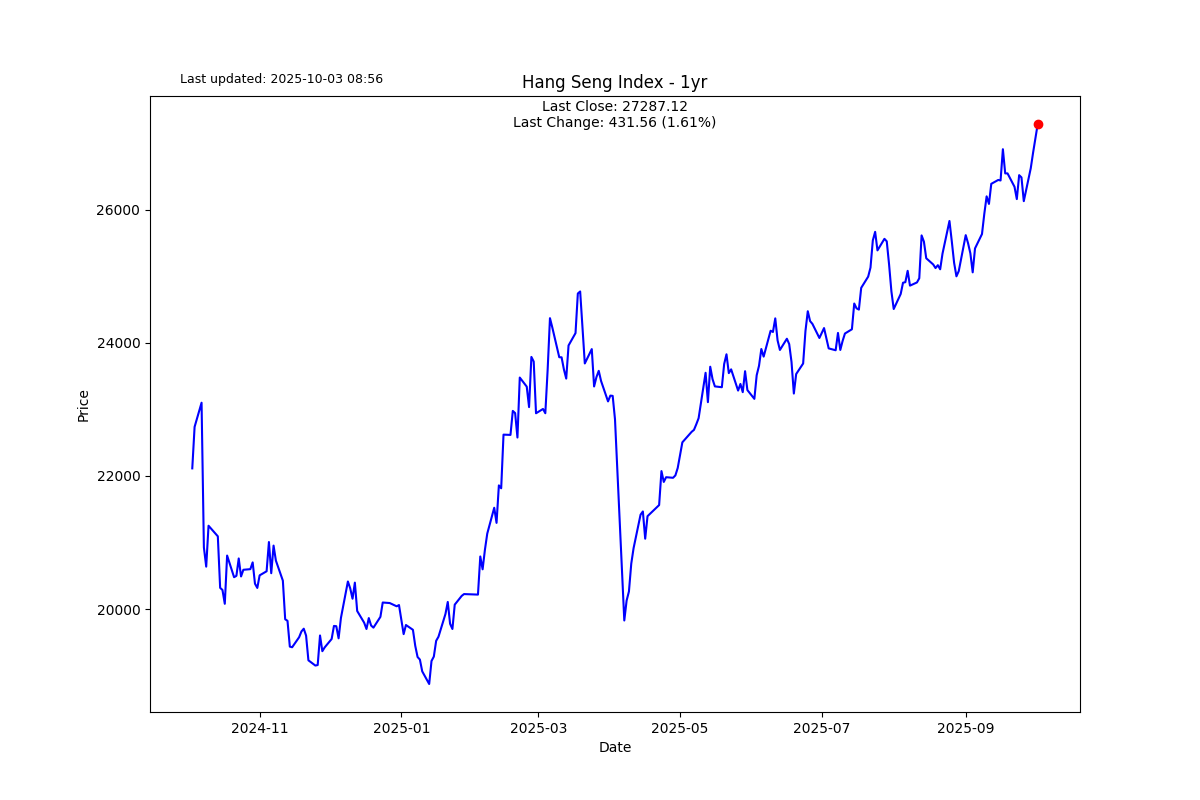 Last updated: 2025-10-03 08:56
Hang Seng Index - 1yr
Last Close: 27287.12
Last Change: 431.56 (1.61%)
26000
24000
22000
20000
Price
2024-11
2025-01
2025-03
2025-05
2025-07
2025-09
Date